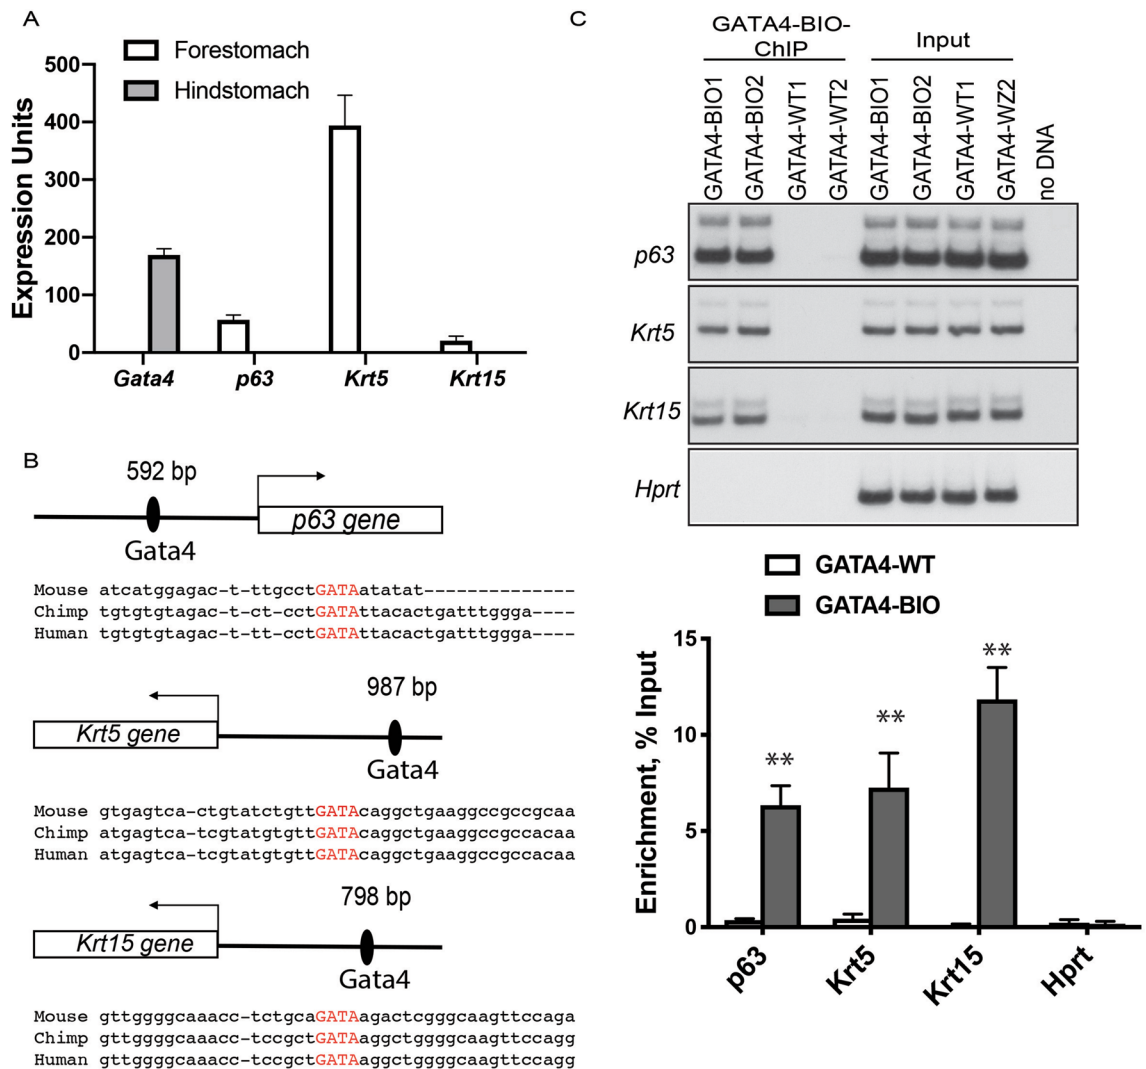 A
Forestomach
Hindstomach
Expression Units
500
400
300
200
100
0
Gata4 p63 Krt5 Krt15
B
592 bp
p63 gene
Gata4
Mouse atcatggagac-t-ttgcctGATAatatat--------------
Chimp tgtgtgtagac-t-ct-cctGATAttacactgatttggga----
Human tgtgtgtagac-t-tt-cctGATAttacactgatttggga----
987 bp
Krt5 gene
Gata4
Mouse gtgagtca-ctgtatctgttGATAcaggctgaaggccgccgcaa
Chimp atgagtca-tcgtatgtgttGATAcaggctgaaggccgccacaa
Human atgagtca-tcgtatgtgttGATAcaggctgaaggccgccacaa
798 bp
Krt15 gene
Gata4
Mouse gttggggcaaacc-tctgcaGATAagactcgggcaagttccaga
Chimp gttggggcaaacc-tccgctGATAaggctggggcaagttccagg
Human gttggggcaaacc-tccgctGATAaggctggggcaagttccagg
C
GATA4-BIO-
ChIP
Input
GATA4-BIO1
GATA4-BIO2
GATA4-WT1
GATA4-WT2
GATA4-BIO1
GATA4-BIO2
GATA4-WT1
GATA4-WZ2
no DNA
p63
Krt5
Krt15
Hprt
GATA4-WT
GATA4-BIO
Enrichment, % Input
15
10
5
0
** ** **
p63 Krt5 Krt15 Hprt